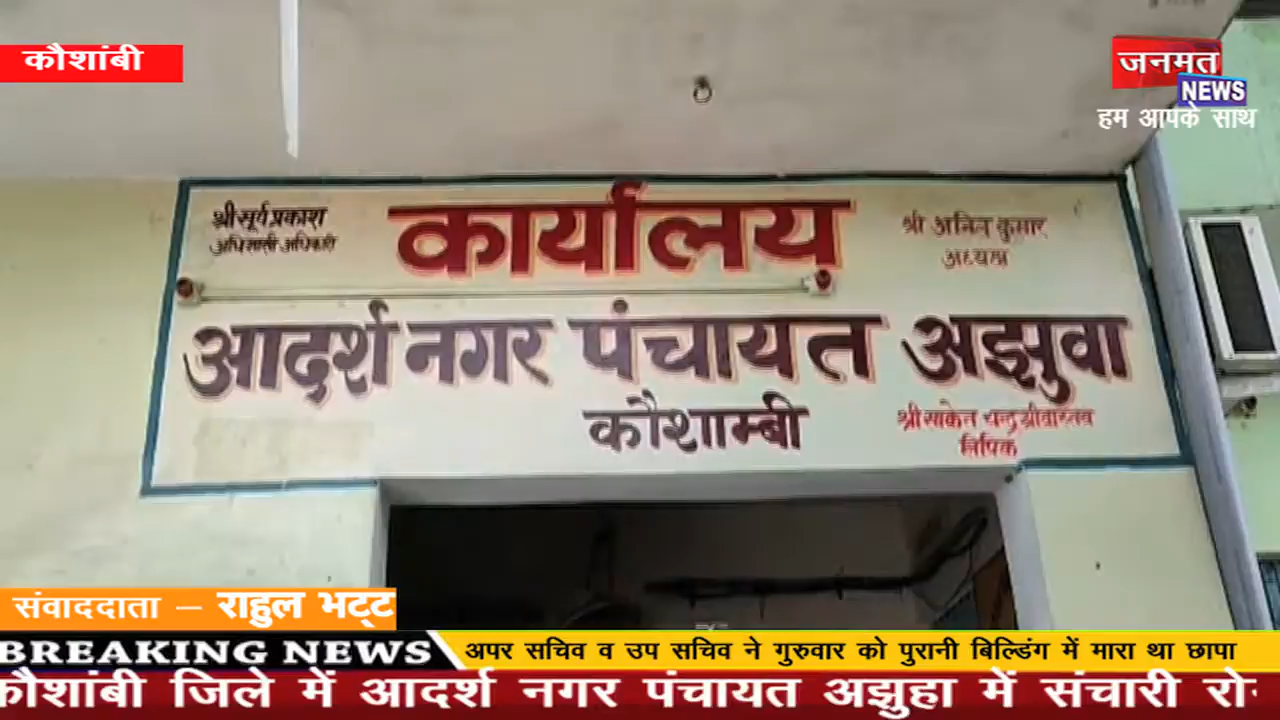 कौशांबी
जनमत
NEWS
हम आपके साथ
श्री सूर्य प्रकाश
अधिशासी अधिकारी
कार्यालय
श्री अनिल कुमार
अध्यक्ष
आदर्श नगर पंचायत अझुवा
कौशाम्बी
श्री साकेत चन्द्र श्रीवास्तव
लिपिक
संवाददाता – राहुल भट्ट
BREAKING NEWS
अपर सचिव व उप सचिव ने गुरुवार को पुरानी बिल्डिंग में मारा था छापा
कौशांबी जिले में आदर्श नगर पंचायत अझुहा में संचारी